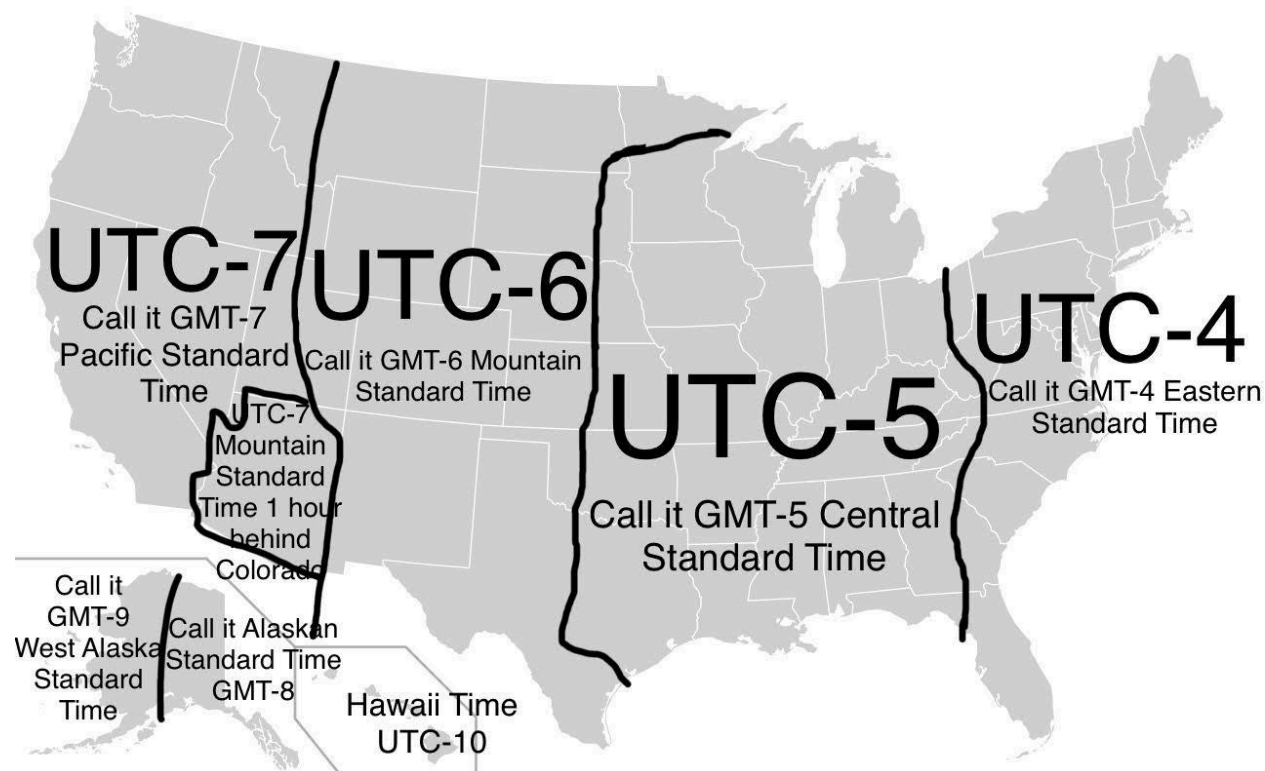 UTC-7
Call it GMT-7
Pacific Standard
Time
UTC-6
Call it GMT-6 Mountain
Standard Time
UTC-5
Call it GMT-5 Central
Standard Time
UTC-4
Call it GMT-4 Eastern
Standard Time
UTC-7
Mountain
Standard
Time 1 hour
behind
Colorado
Call it
GMT-9
West Alaska
Standard
Time
Call it Alaskan
Standard Time
GMT-8
Hawaii Time
UTC-10